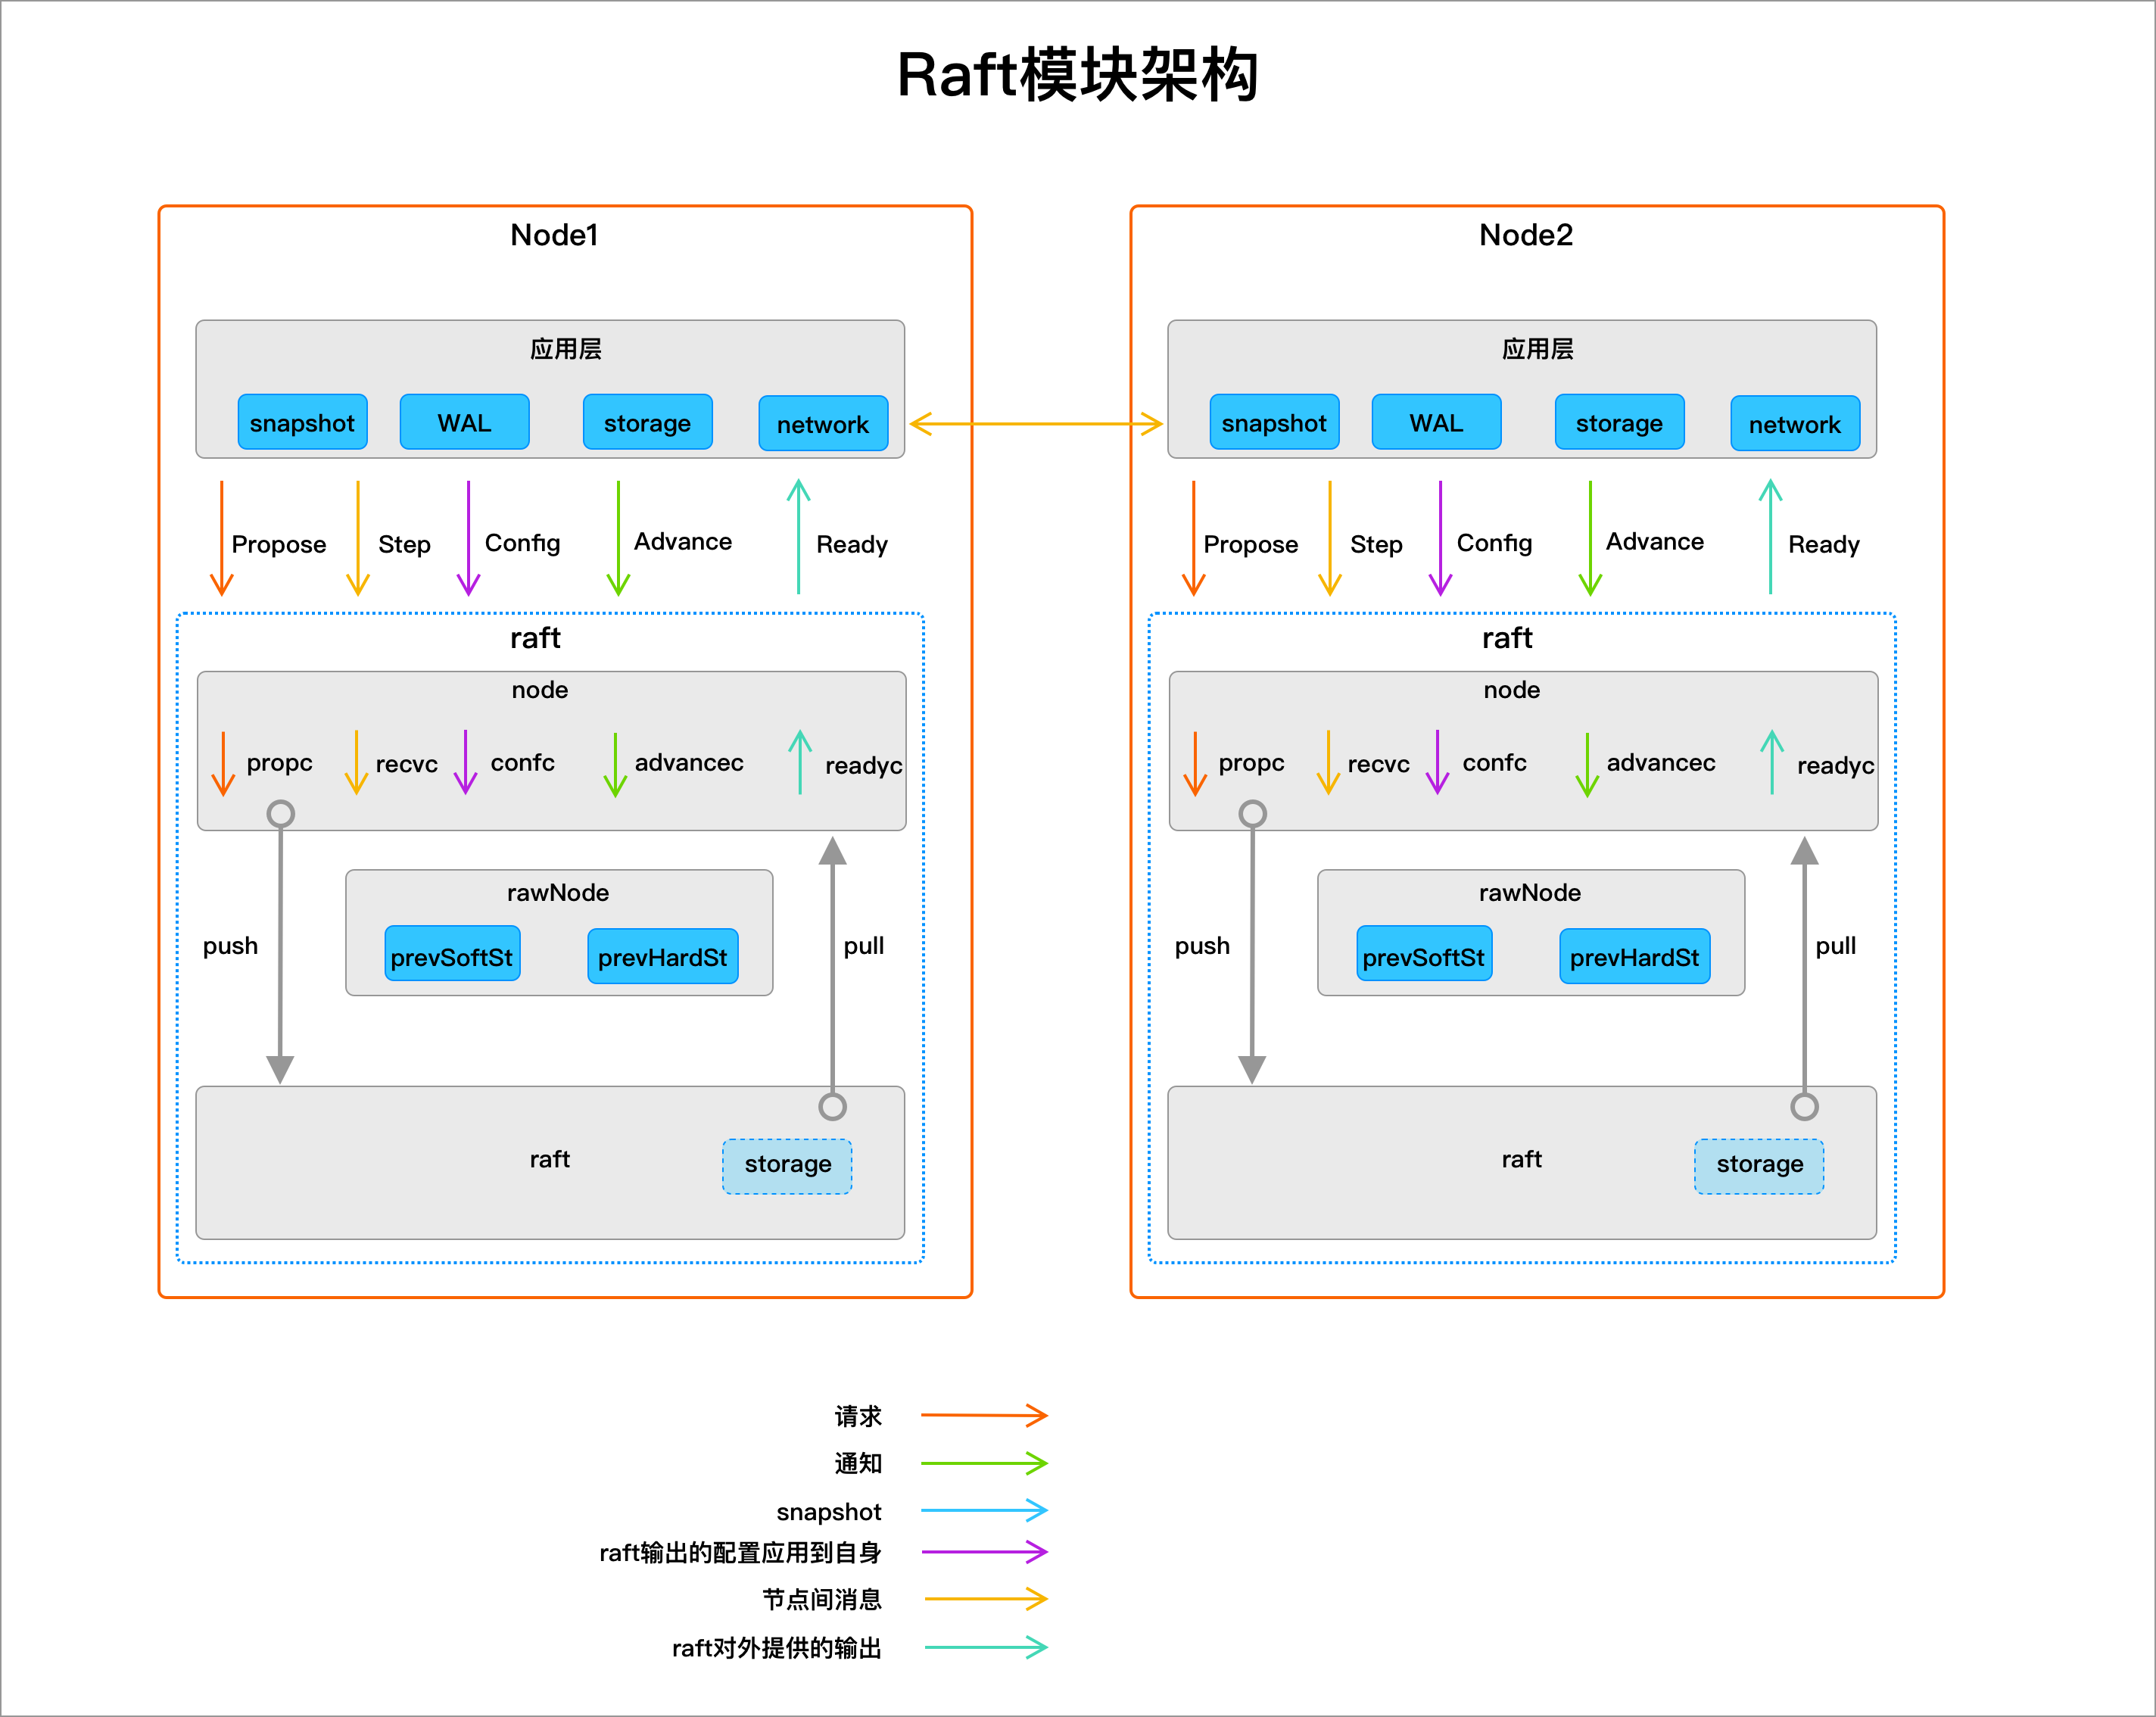 Raft模块架构
Node1
应用层
snapshot
WAL
storage
network
Propose
Step
Config
Advance
Ready
raft
node
propc
recvc
confc
advancec
readyc
rawNode
prevSoftSt
prevHardSt
push
pull
raft
storage
Node2
应用层
snapshot
WAL
storage
network
Propose
Step
Config
Advance
Ready
raft
node
propc
recvc
confc
advancec
readyc
rawNode
prevSoftSt
prevHardSt
push
pull
raft
storage
请求
通知
snapshot
raft输出的配置应用到自身
节点间消息
raft对外提供的输出